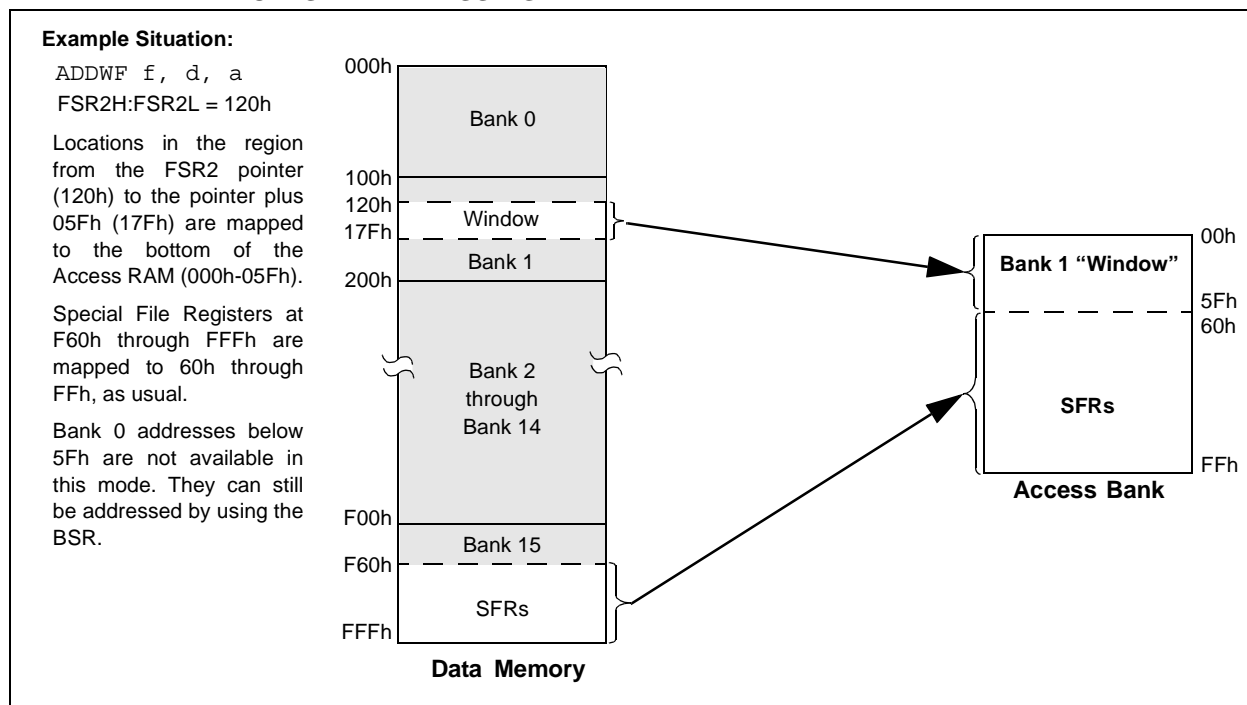 Example Situation:
ADDWF f, d, a
FSR2H:FSR2L = 120h
Locations in the region
from the FSR2 pointer
(120h) to the pointer plus
05Fh (17Fh) are mapped
to the bottom of the
Access RAM (000h-05Fh).
Special File Registers at
F60h through FFFh are
mapped to 60h through
FFh, as usual.
Bank 0 addresses below
5Fh are not available in
this mode. They can still
be addressed by using the
BSR.
000h
Bank 0
100h
120h
Window
17Fh
Bank 1
200h
Bank 2
through
Bank 14
F00h
Bank 15
F60h
SFRs
FFFh
Data Memory
00h
Bank 1 “Window”
5Fh
60h
SFRs
FFh
Access Bank